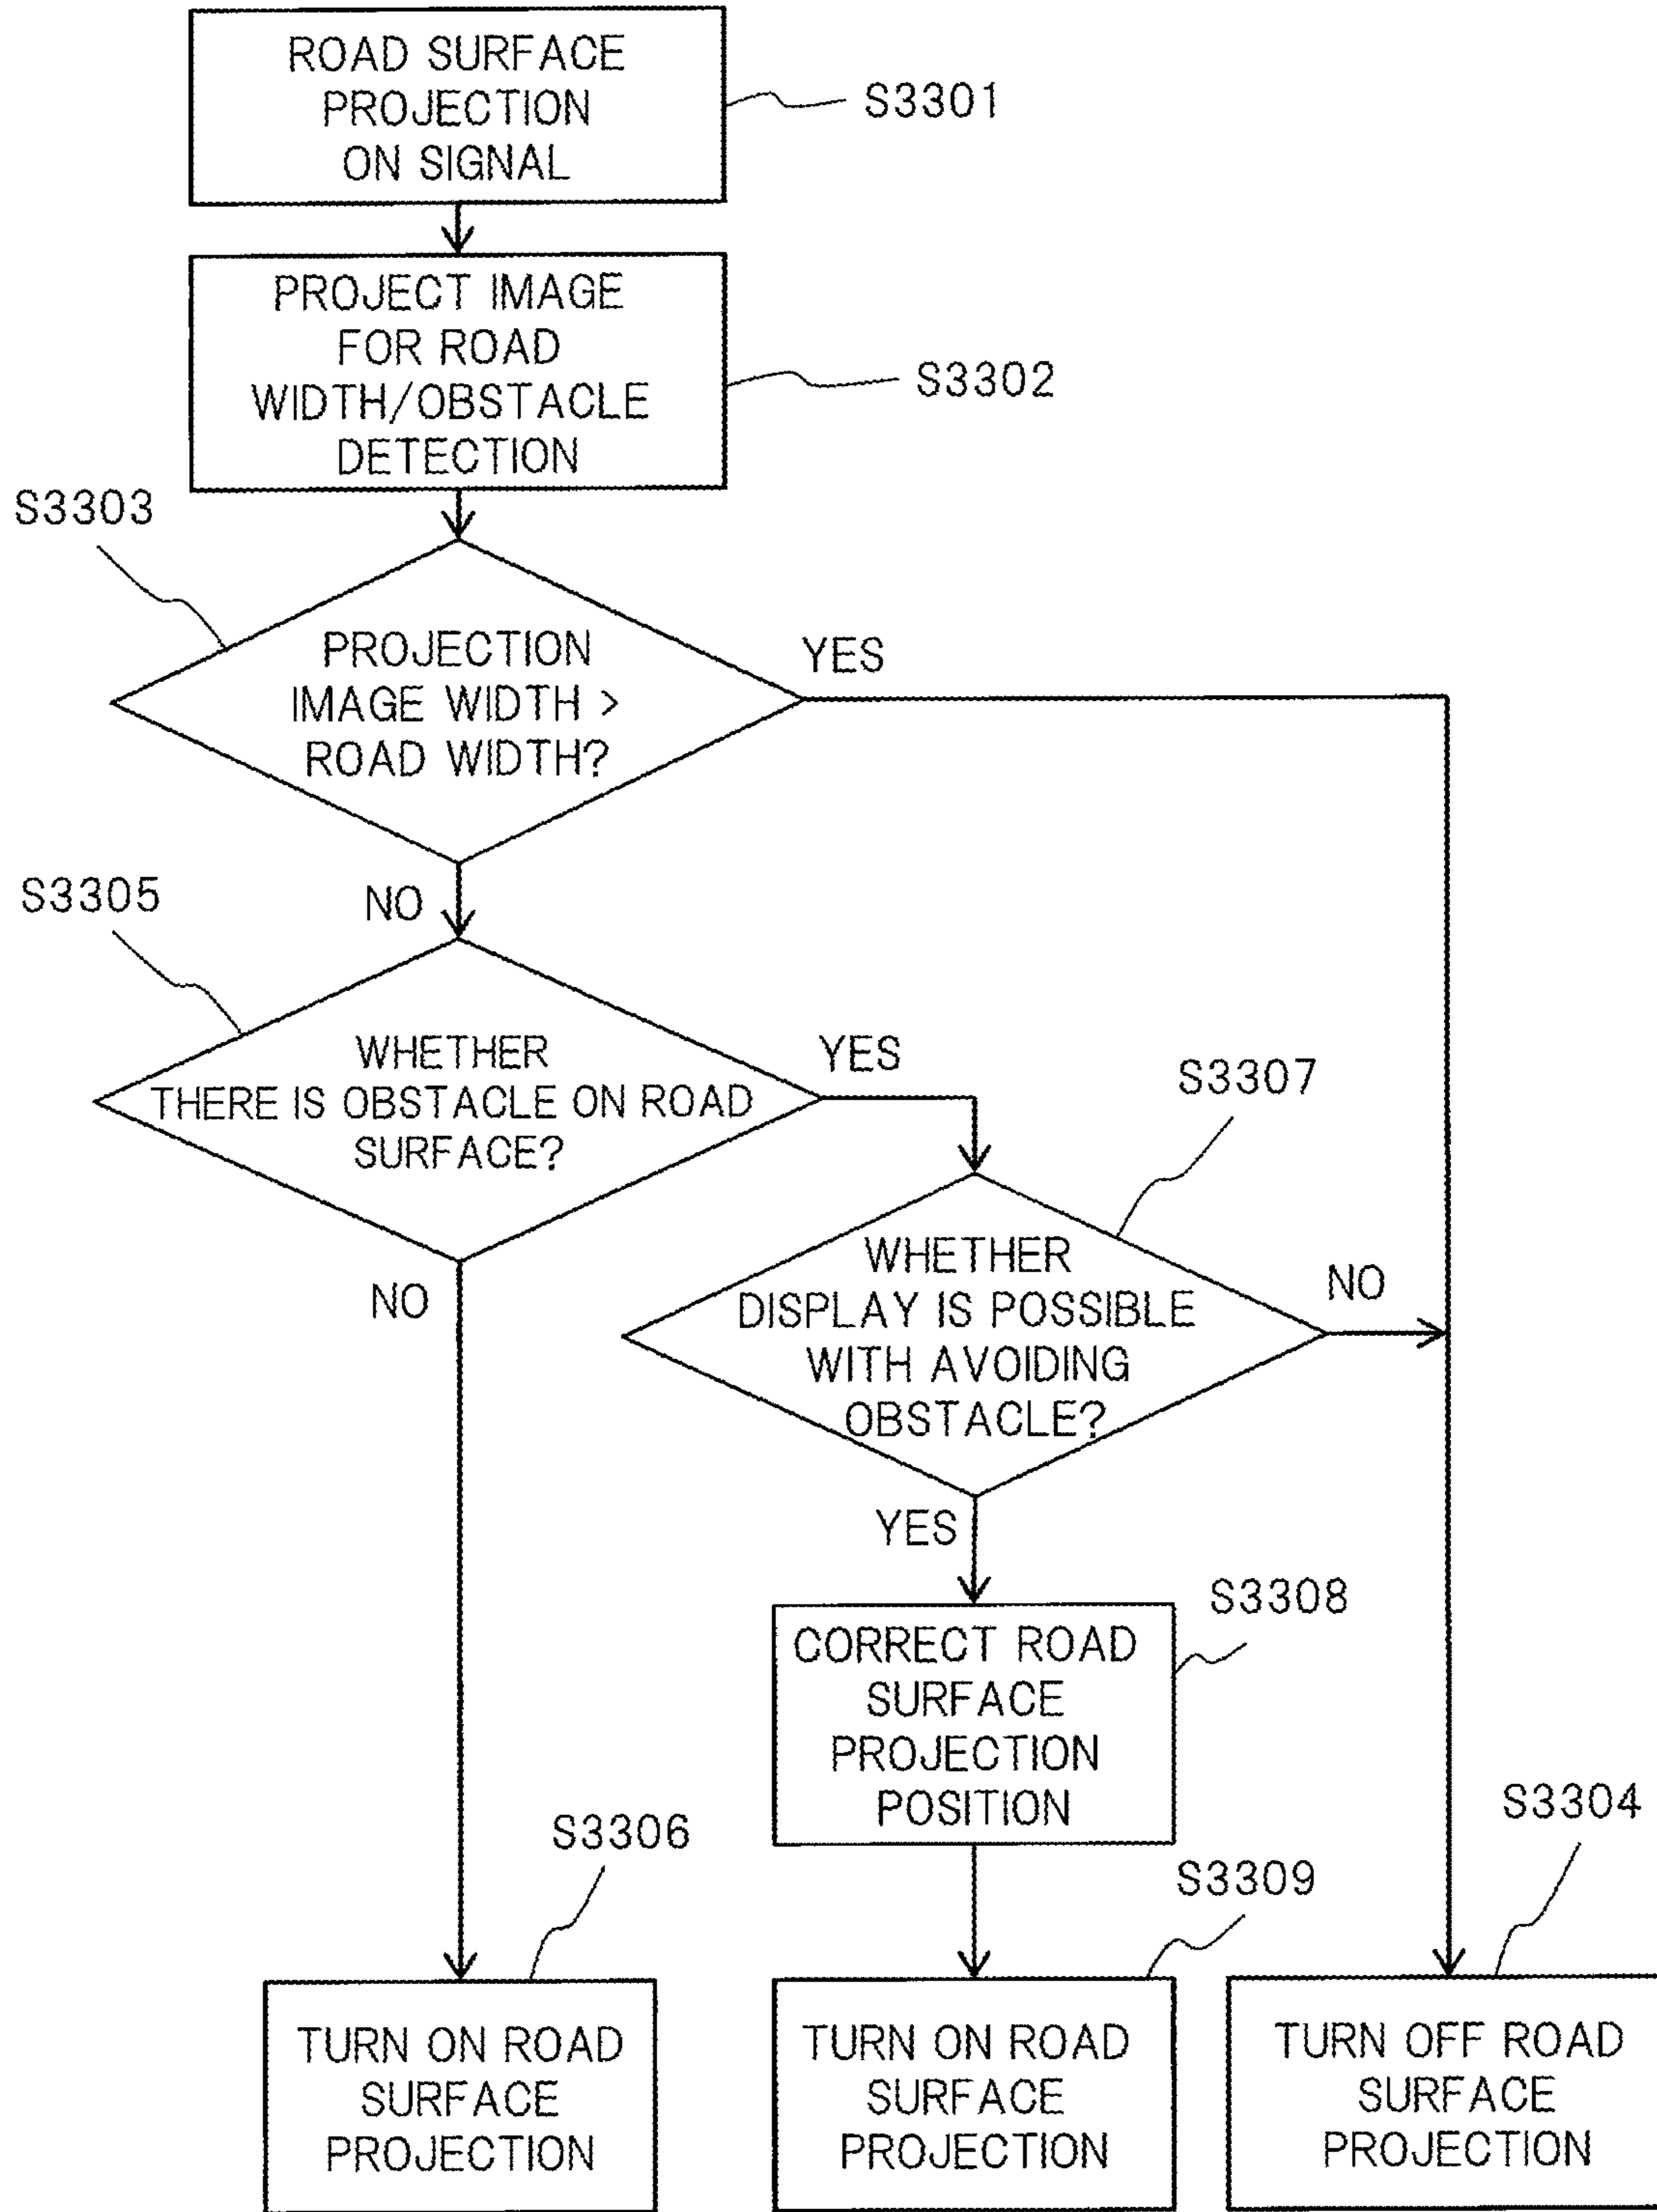 ROAD SURFACE
PROJECTION
ON SIGNAL
S3301
PROJECT IMAGE
FOR ROAD
WIDTH/OBSTACLE
DETECTION
S3302
S3303
PROJECTION
IMAGE WIDTH >
ROAD WIDTH?
YES
NO
S3305
WHETHER
THERE IS OBSTACLE ON ROAD
SURFACE?
YES
NO
S3307
WHETHER
DISPLAY IS POSSIBLE
WITH AVOIDING
OBSTACLE?
NO
YES
S3308
CORRECT ROAD
SURFACE
PROJECTION
POSITION
S3306
TURN ON ROAD
SURFACE
PROJECTION
S3309
TURN ON ROAD
SURFACE
PROJECTION
S3304
TURN OFF ROAD
SURFACE
PROJECTION